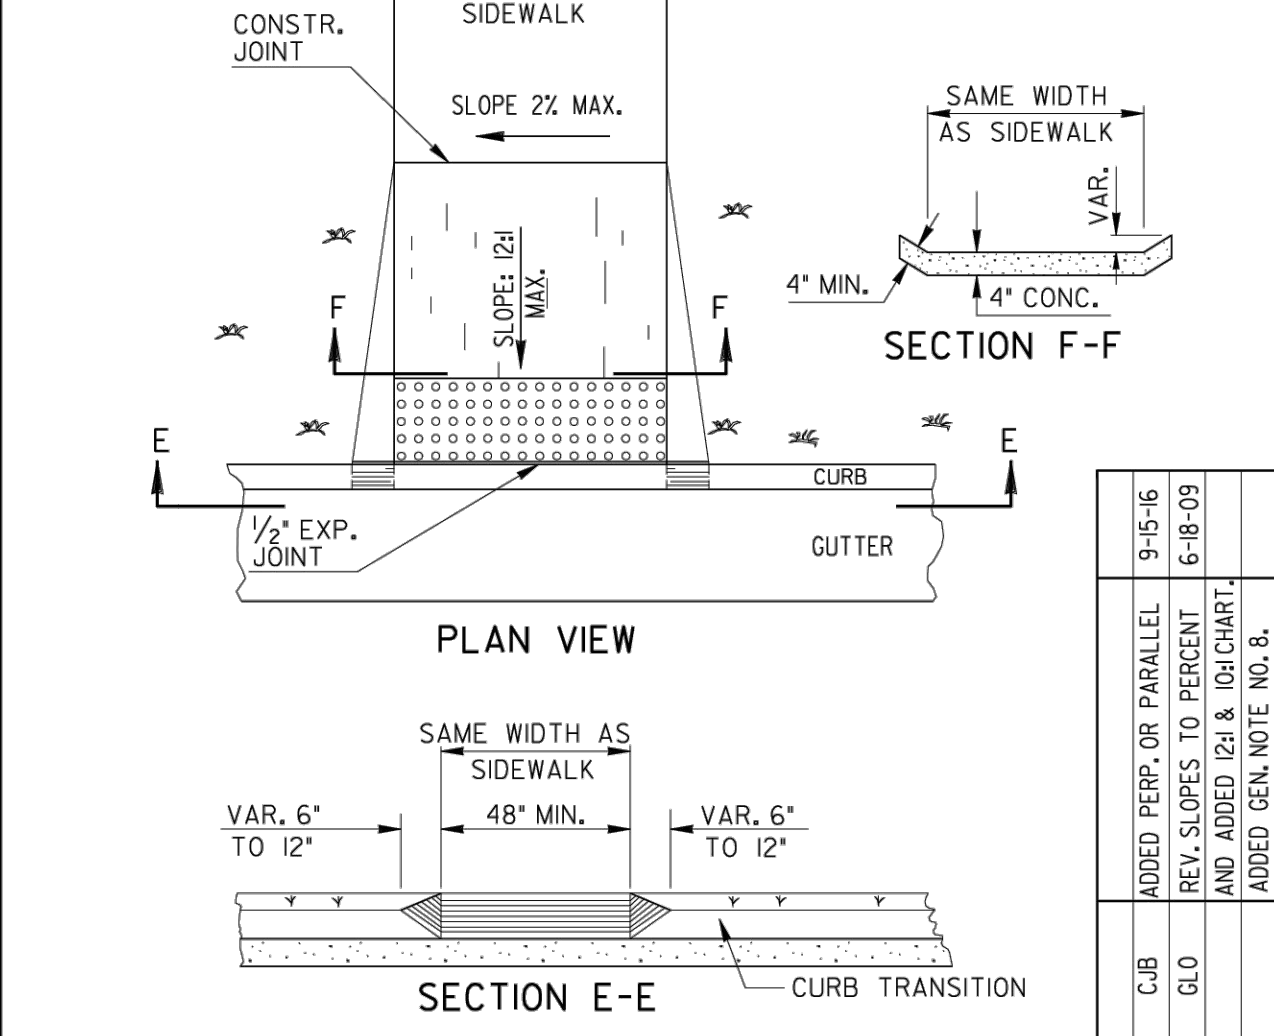 SIDEWALK
CONSTR.
JOINT
SLOPE 2% MAX.
SLOPE: 12:1
MAX.
F
F
E
E
CURB
GUTTER
1/2" EXP.
JOINT
PLAN VIEW
SAME WIDTH
AS SIDEWALK
VAR.
4" MIN.
4" CONC.
SECTION F-F
SAME WIDTH AS
SIDEWALK
VAR. 6"
TO 12"
48" MIN.
VAR. 6"
TO 12"
CURB TRANSITION
SECTION E-E
CJB ADDED PERP. OR PARALLEL 9-15-16
GLO REV. SLOPES TO PERCENT 6-18-09
AND ADDED 12:1 & 10:1 CHART.
ADDED GEN. NOTE NO. 8.